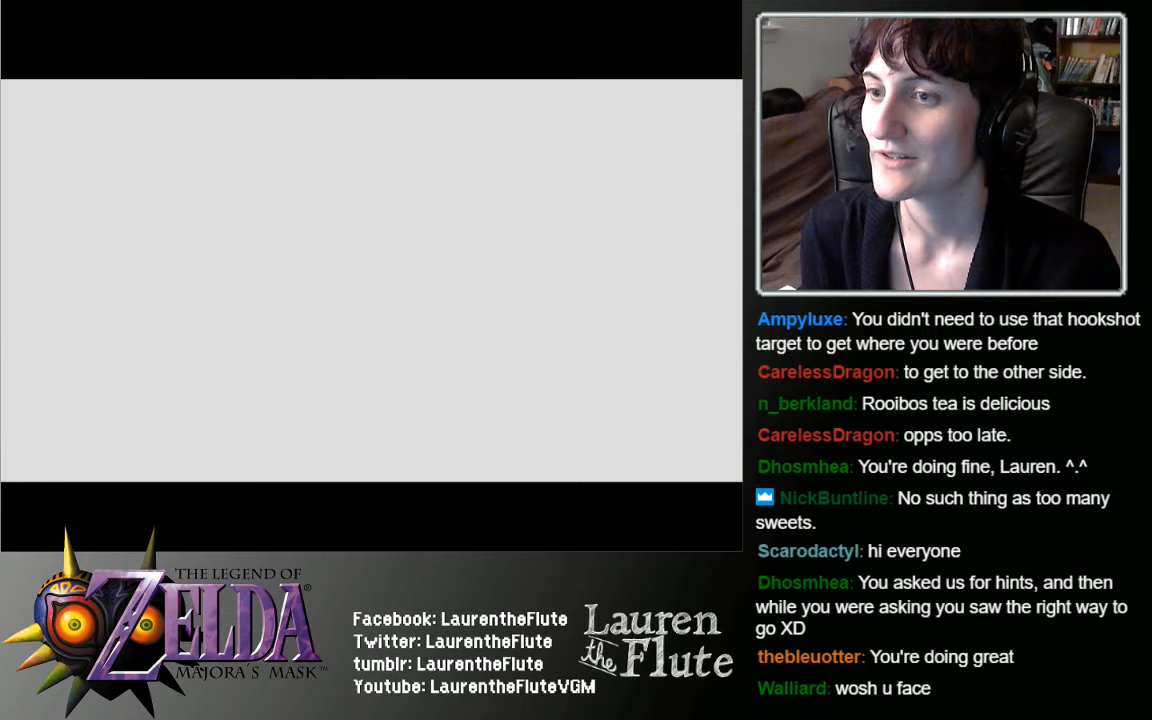 Ampyluxe: You didn't need to use that hookshot
target to get where you were before
CarelessDragon: to get to the other side.
n_berkland: Rooibos tea is delicious
CarelessDragon: opps too late.
Dhosmhea: You're doing fine, Lauren. ^.^
NickBuntline: No such thing as too many
sweets.
Scarodactyl: hi everyone
Dhosmhea: You asked us for hints, and then
while you were asking you saw the right way to
go XD
thebleuotter: You're doing great
Walliard: wosh u face
THE LEGEND OF
ZELDA®
MAJORA'S MASK™
Facebook: LaurentheFlute
Twitter: LaurentheFlute
tumblr: LaurentheFlute
Youtube: LaurentheFluteVGM
Lauren
the Flute